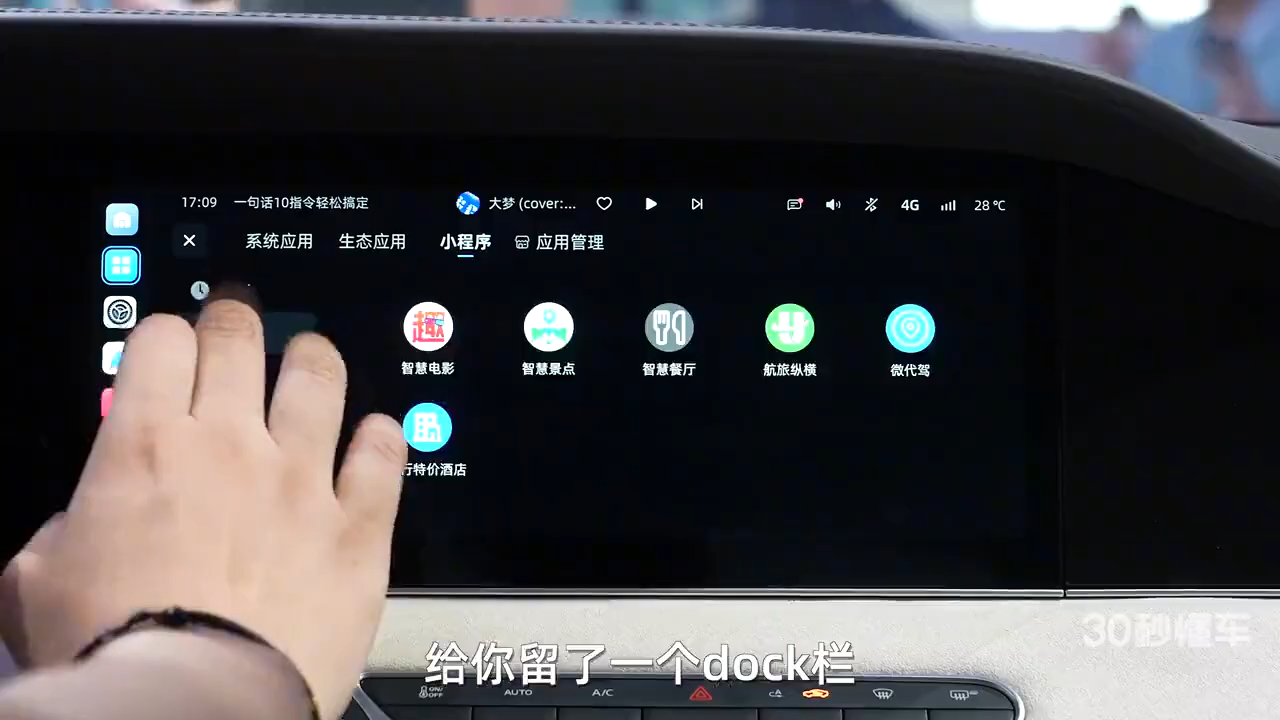 17:09 一句话10指令轻松搞定 大梦 (cover:... 4G 28℃
系统应用 生态应用 小程序 应用管理
趣
智慧电影 智慧景点 智慧餐厅 航旅纵横 微代驾
行特价酒店
30秒懂车
给你留了一个dock栏
ON/OFF AUTO A/C